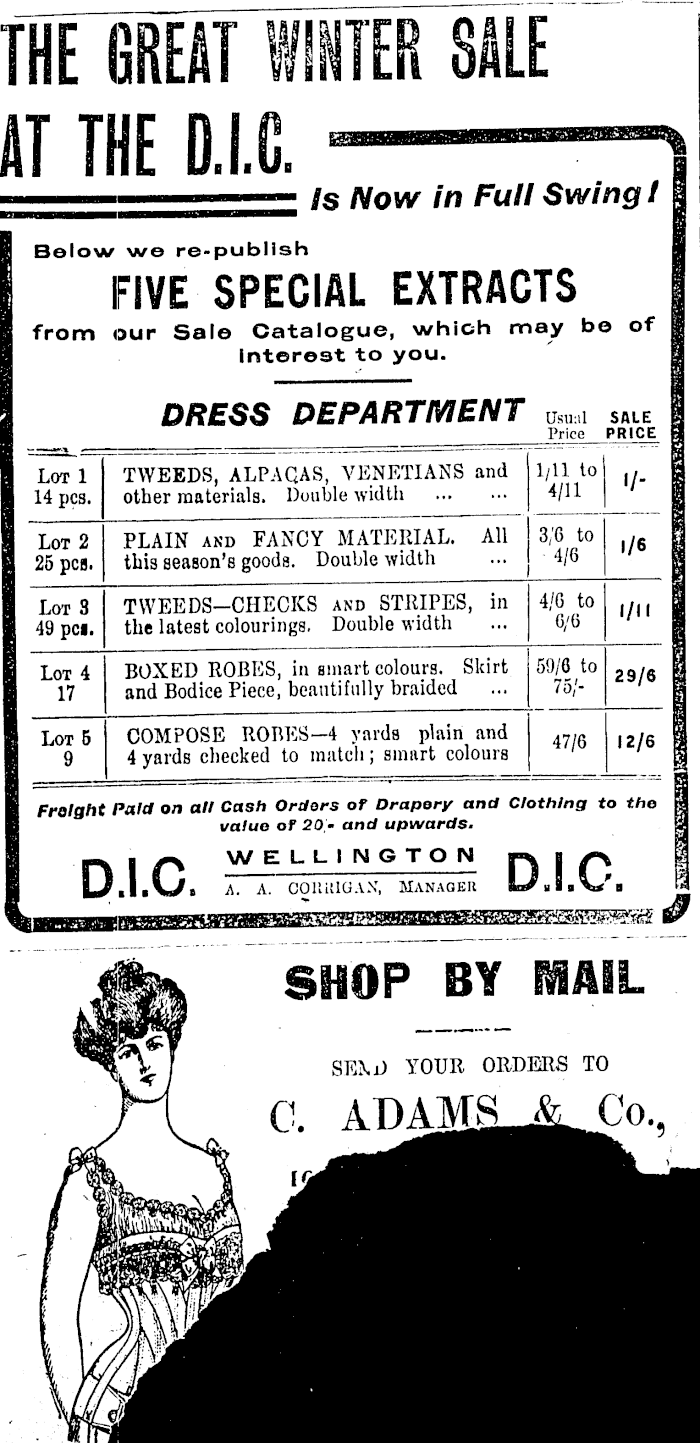 THE GREAT WINTER SALE
AT THE D.I.C.
Is Now in Full Swing!
Below we re-publish
FIVE SPECIAL EXTRACTS
from our Sale Catalogue, which may be of
interest to you.
DRESS DEPARTMENT Usual Price SALE PRICE
LOT 1 TWEEDS, ALPACAS, VENETIANS and 1/11 to 1/-
14 pcs. other materials. Double width ... ... 4/11
LOT 2 PLAIN AND FANCY MATERIAL. All 3/6 to 1/6
25 pcs. this season's goods. Double width ... 4/6
LOT 3 TWEEDS—CHECKS AND STRIPES, in 4/6 to 1/11
49 pcs. the latest colourings. Double width ... 6/6
LOT 4 BOXED ROBES, in smart colours. Skirt 59/6 to 29/6
17 and Bodice Piece, beautifully braided ... 75/-
LOT 5 COMPOSE ROBES—4 yards plain and 47/6 12/6
9 4 yards checked to match; smart colours
Freight Paid on all Cash Orders of Drapery and Clothing to the
value of 20/- and upwards.
D.I.C. WELLINGTON D.I.C.
A. A. CORRIGAN, MANAGER
SHOP BY MAIL
SEND YOUR ORDERS TO
C. ADAMS & Co.,